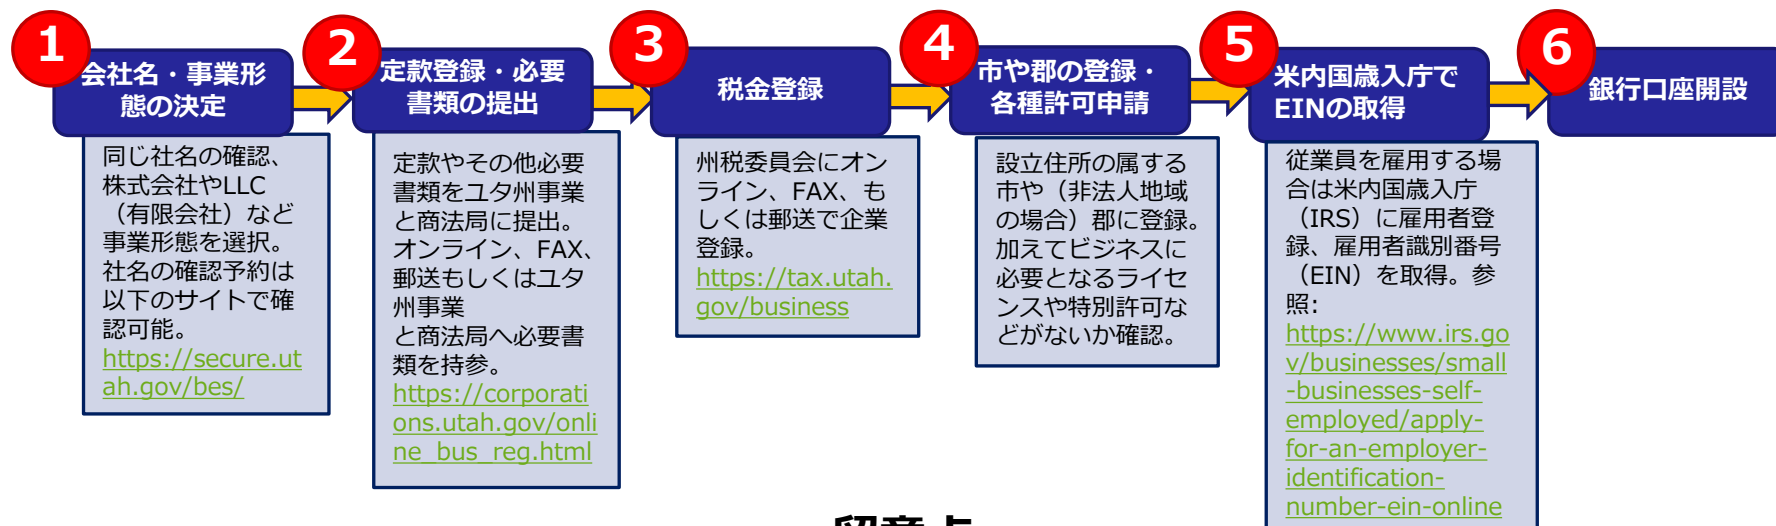 1
会社名・事業形
態の決定
同じ社名の確認、
株式会社やLLC
（有限会社）など
事業形態を選択。
社名の確認予約は
以下のサイトで確
認可能。
https://secure.ut
ah.gov/bes/
2
定款登録・必要
書類の提出
定款やその他必要
書類をユタ州事業
と商法局に提出。
オンライン、FAX、
郵送もしくはユタ
州事業
と商法局へ必要書
類を持参。
https://corporati
ons.utah.gov/onli
ne_bus_reg.html
3
税金登録
州税委員会にオン
ライン、FAX、も
しくは郵送で企業
登録。
https://tax.utah.
gov/business
4
市や郡の登録・
各種許可申請
設立住所の属する
市や（非法人地域
の場合）郡に登録。
加えてビジネスに
必要となるライセ
ンスや特別許可な
どがないか確認。
5
米内国歳入庁で
EINの取得
従業員を雇用する場
合は米内国歳入庁
（IRS）に雇用者登
録、雇用者識別番号
（EIN）を取得。参
照:
https://www.irs.go
v/businesses/small
-businesses-self-
employed/apply-
for-an-employer-
identification-
number-ein-online
6
銀行口座開設
留意点